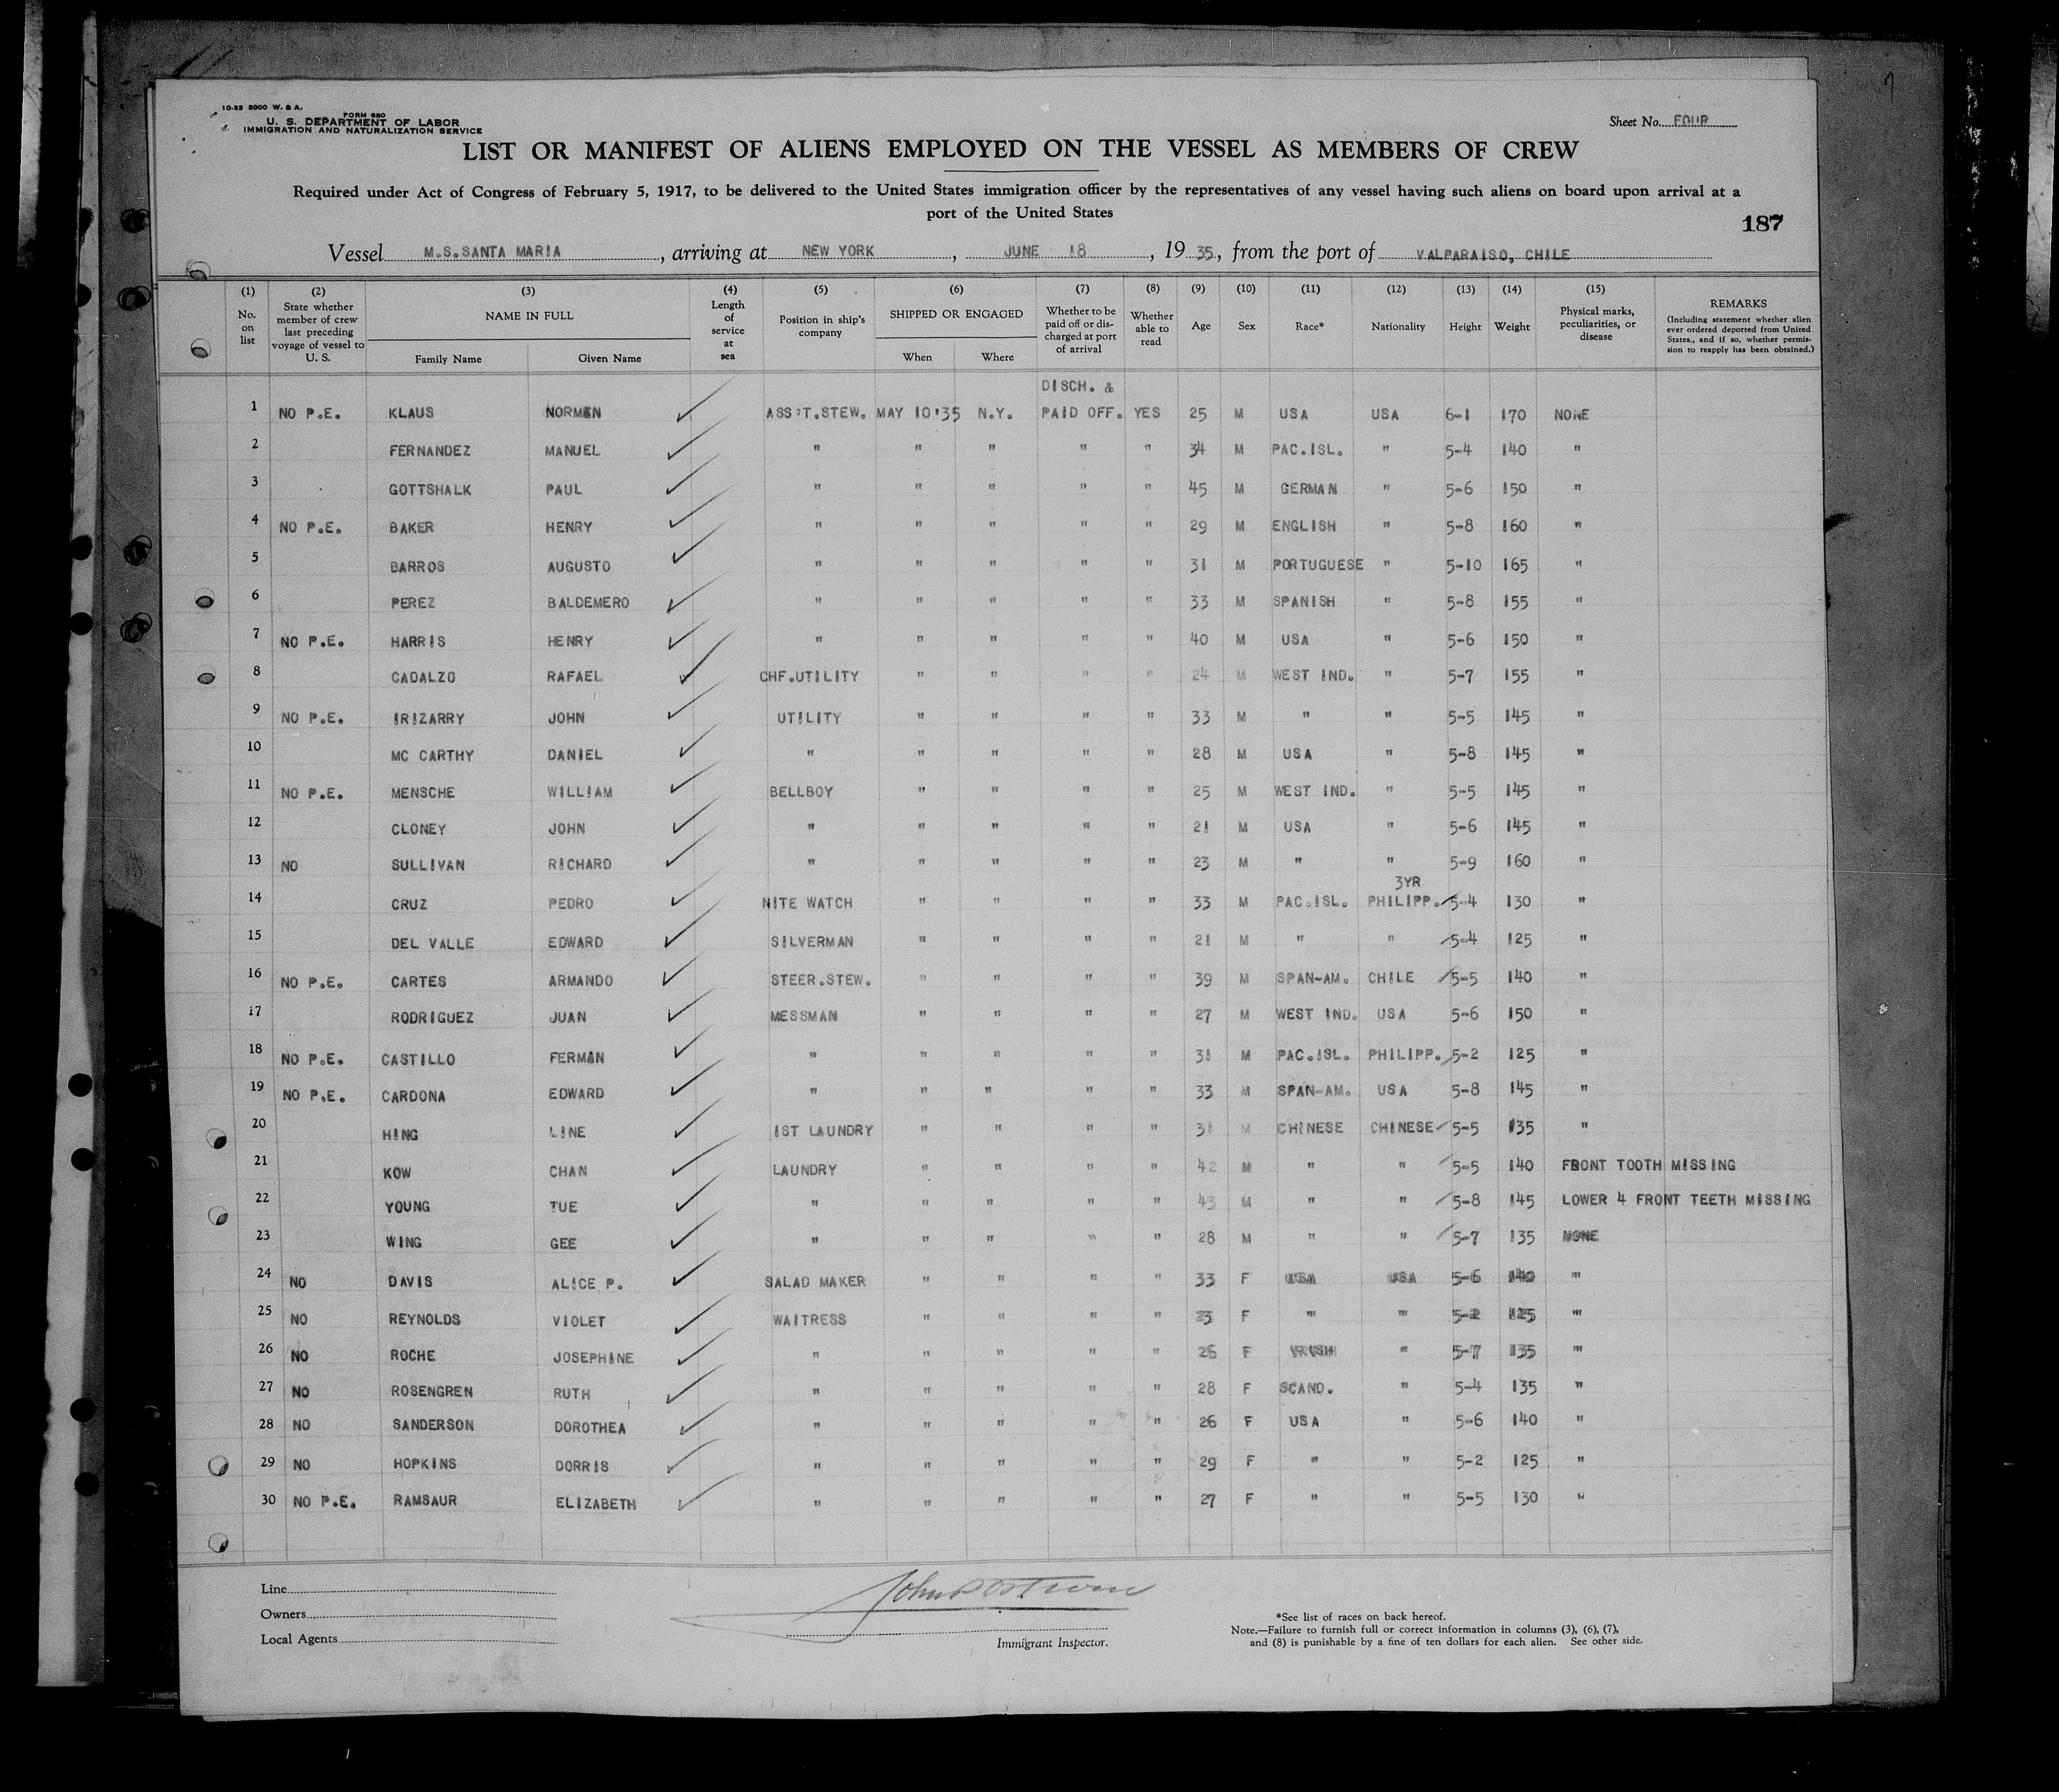 10-33 5000 W. & A.
FORM 680
U. S. DEPARTMENT OF LABOR
IMMIGRATION AND NATURALIZATION SERVICE
Sheet No. FOUR
LIST OR MANIFEST OF ALIENS EMPLOYED ON THE VESSEL AS MEMBERS OF CREW
Required under Act of Congress of February 5, 1917, to be delivered to the United States immigration officer by the representatives of any vessel having such aliens on board upon arrival at a
port of the United States
187
Vessel M.S.SANTA MARIA, arriving at NEW YORK, JUNE 18, 19 35, from the port of VALPARAISO, CHILE
(1) No. on list (2) State whether member of crew last preceding voyage of vessel to U. S. (3) NAME IN FULL Family Name Given Name (4) Length of service at sea (5) Position in ship's company (6) SHIPPED OR ENGAGED When Where (7) Whether to be paid off or discharged at port of arrival (8) Whether able to read (9) Age (10) Sex (11) Race* (12) Nationality (13) Height (14) Weight (15) Physical marks, peculiarities, or disease REMARKS (Including statement whether alien ever ordered deported from United States, and if so, whether permission to reapply has been obtained.)
DISCH. &
1 NO P.E. KLAUS NORMEN ASS'T.STEW. MAY 10'35 N.Y. PAID OFF. YES 25 M USA USA 6-1 170 NONE
2 FERNANDEZ MANUEL " " " " " 34 M PAC.ISL. " 5-4 140 "
3 GOTTSHALK PAUL " " " " " 45 M GERMAN " 5-6 150 "
4 NO P.E. BAKER HENRY " " " " " 29 M ENGLISH " 5-8 160 "
5 BARROS AUGUSTO " " " " " 31 M PORTUGUESE " 5-10 165 "
6 PEREZ BALDEMERO " " " " " 33 M SPANISH " 5-8 155 "
7 NO P.E. HARRIS HENRY " " " " " 40 M USA " 5-6 150 "
8 CADALZO RAFAEL CHF.UTILITY " " " " 24 M WEST IND. " 5-7 155 "
9 NO P.E. IRIZARRY JOHN UTILITY " " " " 33 M " " 5-5 145 "
10 MC CARTHY DANIEL " " " " " 28 M USA " 5-8 145 "
11 NO P.E. MENSCHE WILLIAM BELLBOY " " " " 25 M WEST IND. " 5-5 145 "
12 CLONEY JOHN " " " " " 21 M USA " 5-6 145 "
13 NO SULLIVAN RICHARD " " " " " 23 M " " 5-9 160 "
3YR
14 CRUZ PEDRO NITE WATCH " " " " 33 M PAC.ISL. PHILIPP. 5-4 130 "
15 DEL VALLE EDWARD SILVERMAN " " " " 21 M " " 5-4 125 "
16 NO P.E. CARTES ARMANDO STEER.STEW. " " " " 39 M SPAN-AM. CHILE 5-5 140 "
17 RODRIGUEZ JUAN MESSMAN " " " " 27 M WEST IND. USA 5-6 150 "
18 NO P.E. CASTILLO FERMAN " " " " " 31 M PAC.ISL. PHILIPP. 5-2 125 "
19 NO P.E. CARDONA EDWARD " " " " " 33 M SPAN-AM. USA 5-8 145 "
20 HING LINE 1ST LAUNDRY " " " " 31 M CHINESE CHINESE 5-5 135 "
21 KOW CHAN LAUNDRY " " " " 42 M " " 5-5 140 FRONT TOOTH MISSING
22 YOUNG TUE " " " " " 43 M " " 5-8 145 LOWER 4 FRONT TEETH MISSING
23 WING GEE " " " " " 28 M " " 5-7 135 NONE
24 NO DAVIS ALICE P. SALAD MAKER " " " " 33 F USA USA 5-6 140 "
25 NO REYNOLDS VIOLET WAITRESS " " " " 23 F " " 5-2 125 "
26 NO ROCHE JOSEPHINE " " " " " 26 F IRISH " 5-7 135 "
27 NO ROSENGREN RUTH " " " " " 28 F SCAND. " 5-4 135 "
28 NO SANDERSON DOROTHEA " " " " " 26 F USA " 5-6 140 "
29 NO HOPKINS DORRIS " " " " " 29 F " " 5-2 125 "
30 NO P.E. RAMSAUR ELIZABETH " " " " " 27 F " " 5-5 130 "
Line
Owners
Local Agents
Immigrant Inspector.
*See list of races on back hereof.
Note.—Failure to furnish full or correct information in columns (3), (6), (7),
and (8) is punishable by a fine of ten dollars for each alien. See other side.